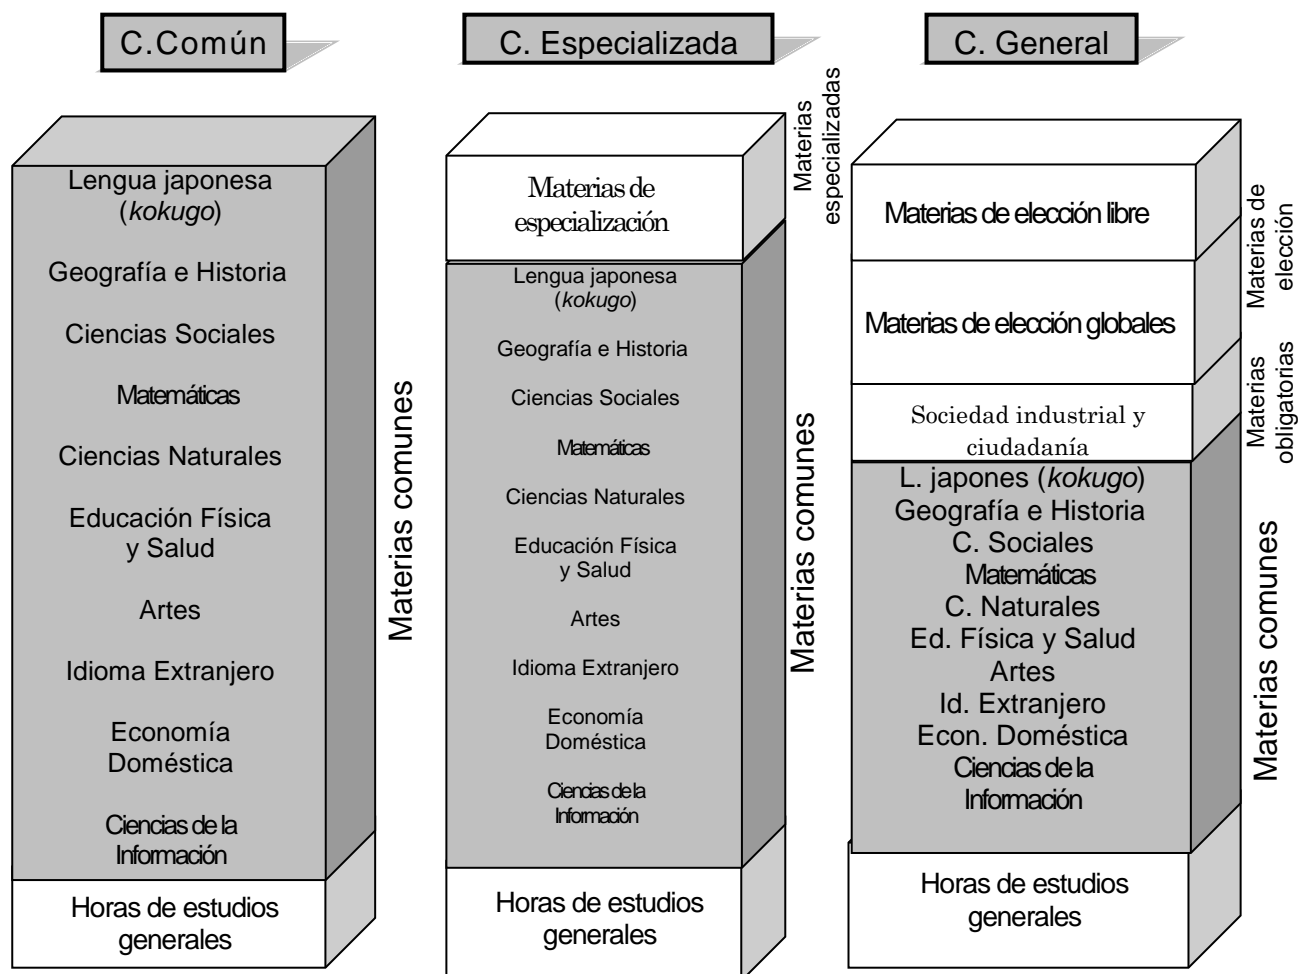 C.Común
Lengua japonesa
(kokugo)
Geografía e Historia
Ciencias Sociales
Matemáticas
Ciencias Naturales
Educación Física
y Salud
Artes
Idioma Extranjero
Economía
Doméstica
Ciencias de la
Información
Horas de estudios
generales
Materias comunes
C. Especializada
Materias de
especialización
Lengua japonesa
(kokugo)
Geografía e Historia
Ciencias Sociales
Matemáticas
Ciencias Naturales
Educación Física
y Salud
Artes
Idioma Extranjero
Economía
Doméstica
Ciencias de la
Información
Horas de estudios
generales
Materias
especializadas
Materias comunes
C. General
Materias de elección libre
Materias de elección globales
Sociedad industrial y
ciudadanía
L. japones (kokugo)
Geografía e Historia
C. Sociales
Matemáticas
C. Naturales
Ed. Física y Salud
Artes
Id. Extranjero
Econ. Doméstica
Ciencias de la
Información
Horas de estudios
generales
Materias de
elección
Materias
obligatorias
Materias comunes